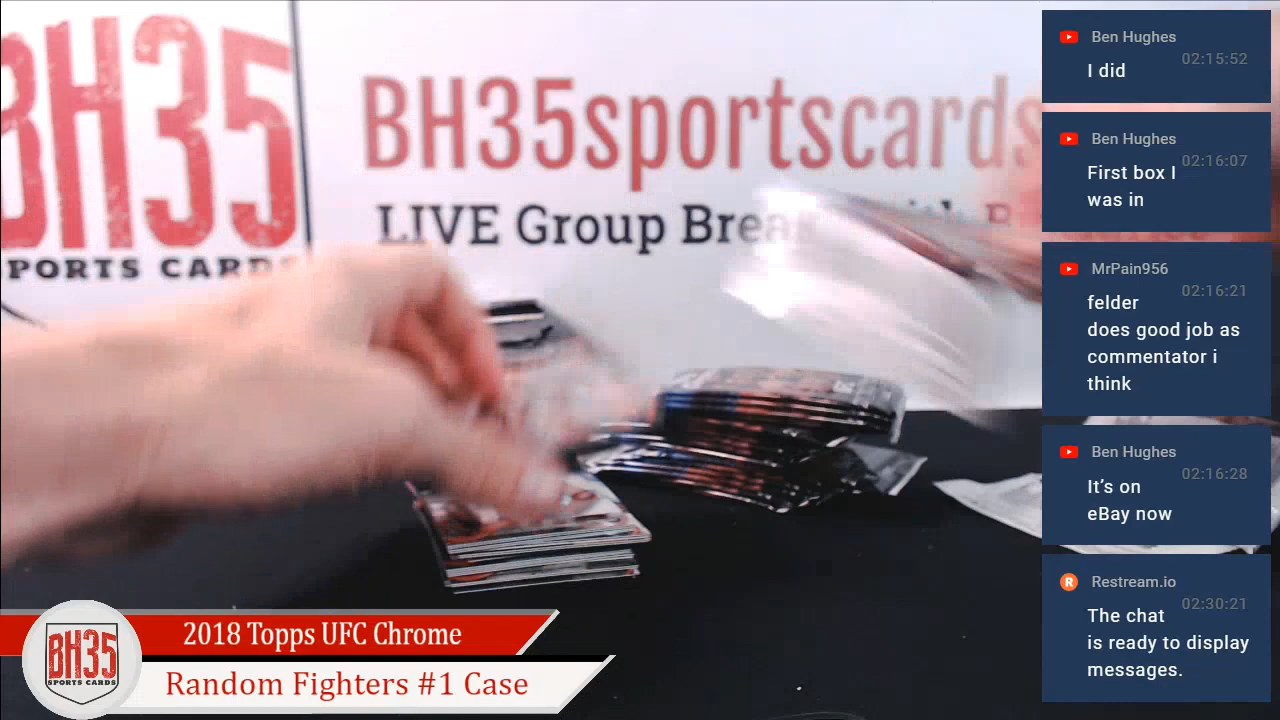 BH35
SPORTS CARDS
BH35sportscards
LIVE Group Brea
Ben Hughes
02:15:52
I did
Ben Hughes
02:16:07
First box I
was in
MrPain956
02:16:21
felder
does good job as
commentator i
think
Ben Hughes
02:16:28
It's on
eBay now
Restream.io
02:30:21
The chat
is ready to display
messages.
2018 Topps UFC Chrome
Random Fighters #1 Case
BH35
SPORTS CARDS